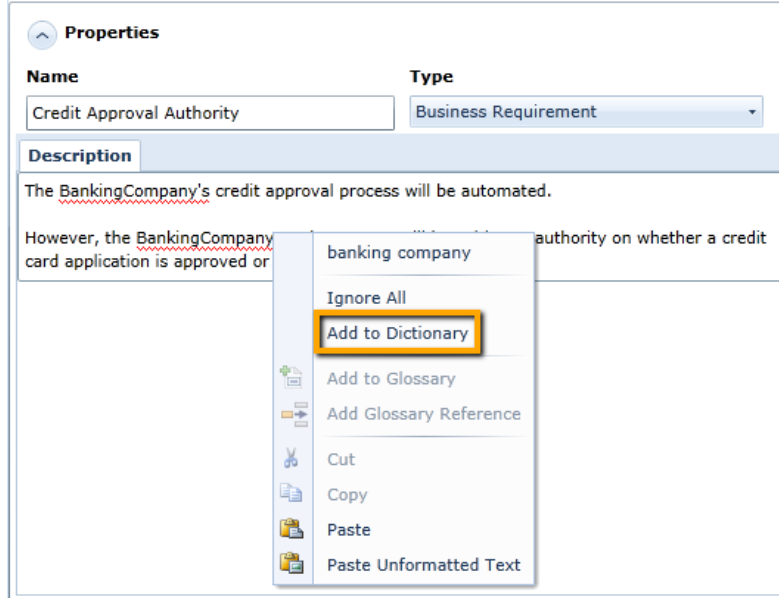 Properties
Name Type
Credit Approval Authority Business Requirement
Description
The BankingCompany's credit approval process will be automated.
However, the BankingCompany authority on whether a credit
card application is approved or
banking company
Ignore All
Add to Dictionary
Add to Glossary
Add Glossary Reference
Cut
Copy
Paste
Paste Unformatted Text